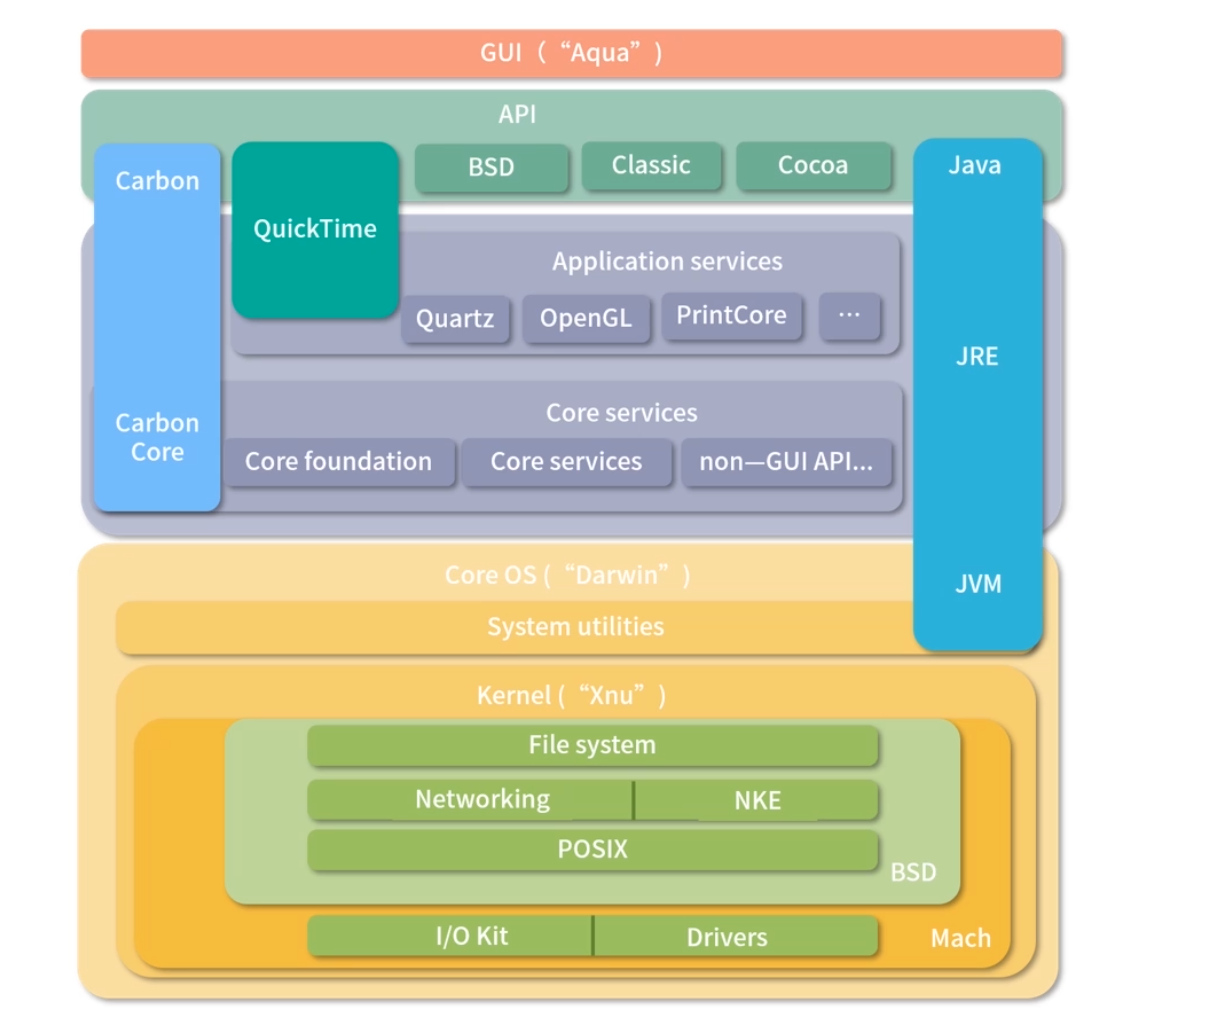 GUI（“Aqua”）
API
Carbon
QuickTime
BSD
Classic
Cocoa
Java
Application services
Quartz
OpenGL
PrintCore
...
JRE
Carbon
Core
Core services
Core foundation
Core services
non—GUI API...
Core OS (“Darwin”)
JVM
System utilities
Kernel (“Xnu”)
File system
Networking
NKE
POSIX
BSD
I/O Kit
Drivers
Mach